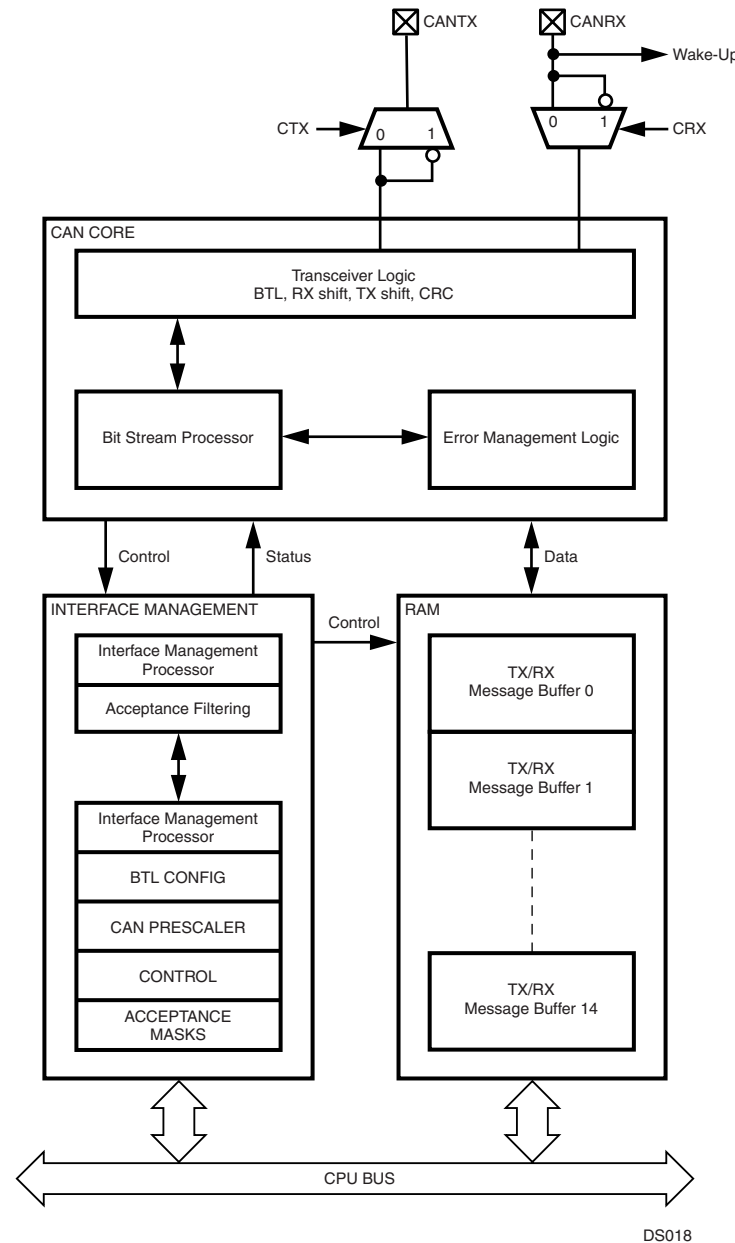 CANTX
CANRX
Wake-Up
CTX
0 1
0 1
CRX
CAN CORE
Transceiver Logic
BTL, RX shift, TX shift, CRC
Bit Stream Processor
Error Management Logic
Control
Status
Data
INTERFACE MANAGEMENT
Control
RAM
Interface Management
Processor
Acceptance Filtering
TX/RX
Message Buffer 0
TX/RX
Message Buffer 1
Interface Management
Processor
BTL CONFIG
CAN PRESCALER
CONTROL
ACCEPTANCE
MASKS
TX/RX
Message Buffer 14
CPU BUS
DS018